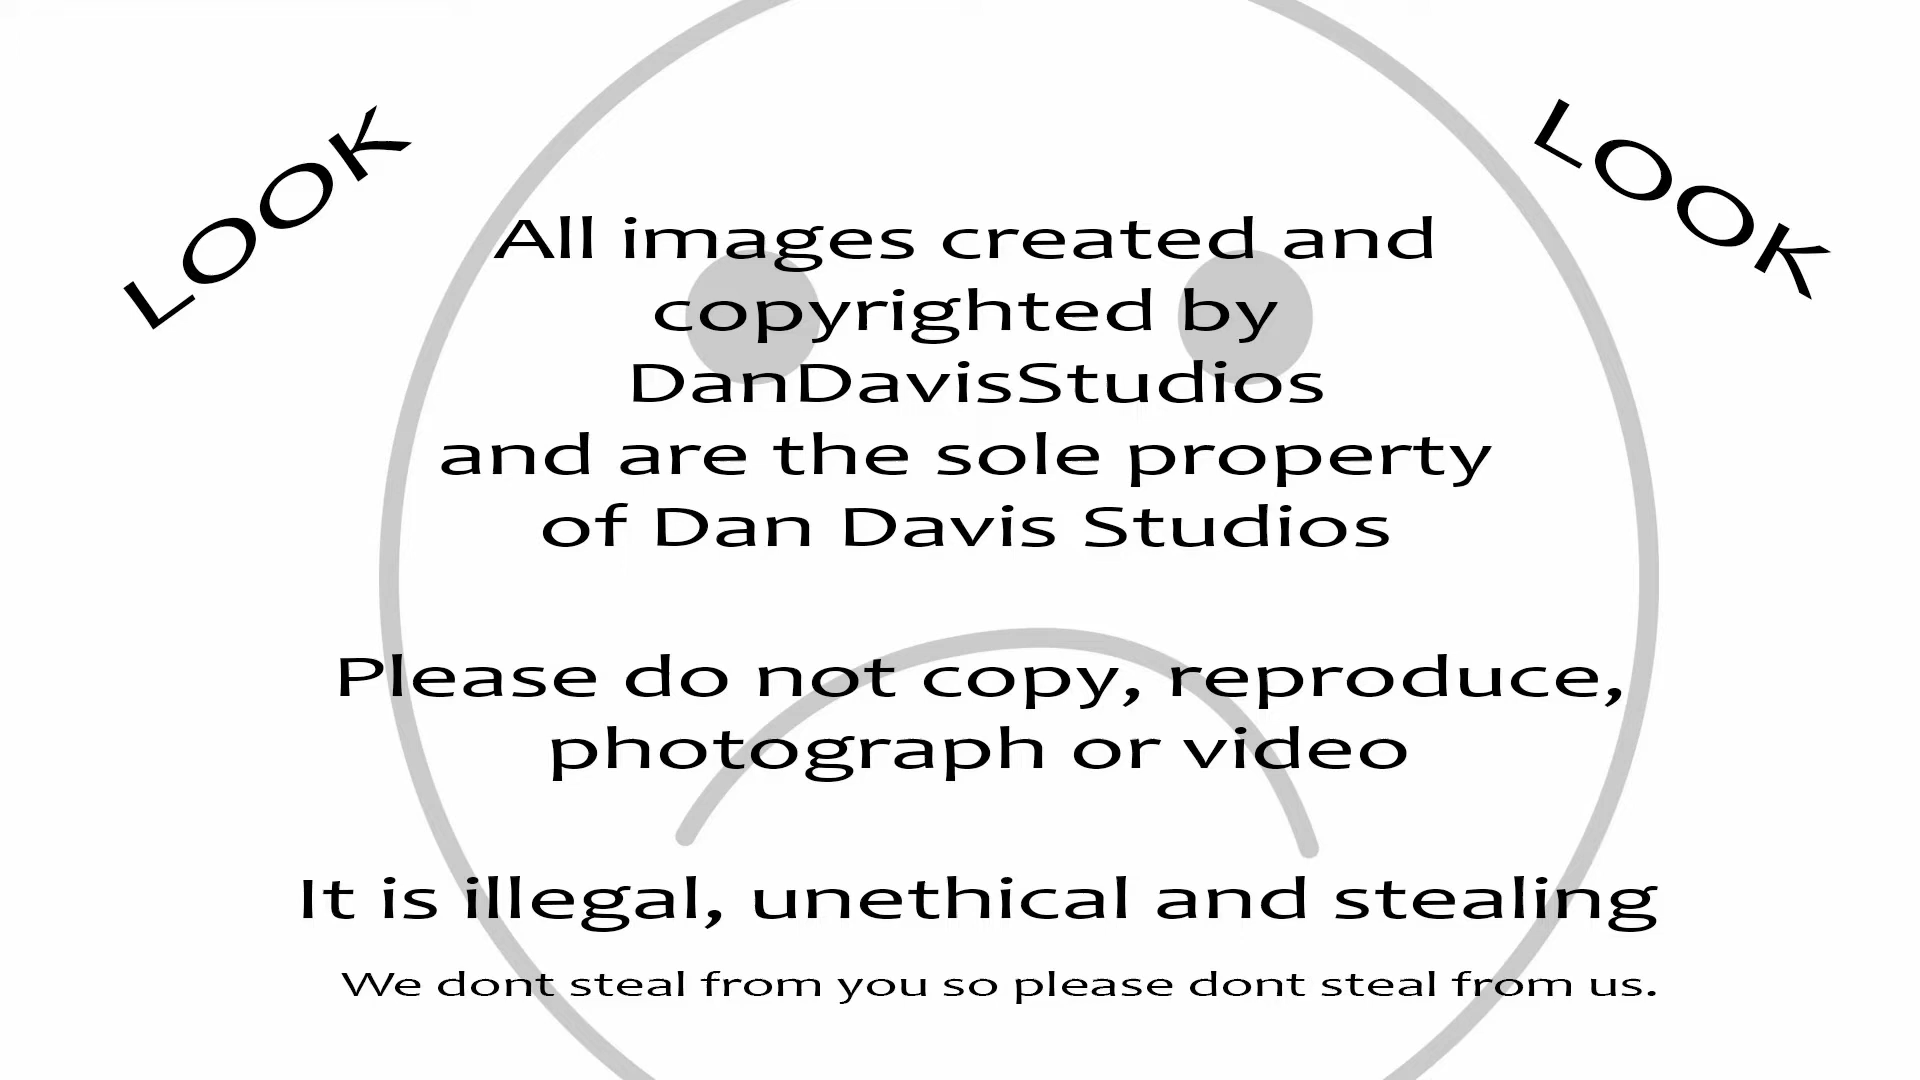 LOOK
LOOK
All images created and
copyrighted by
DanDavisStudios
and are the sole property
of Dan Davis Studios
Please do not copy, reproduce,
photograph or video
It is illegal, unethical and stealing
We dont steal from you so please dont steal from us.